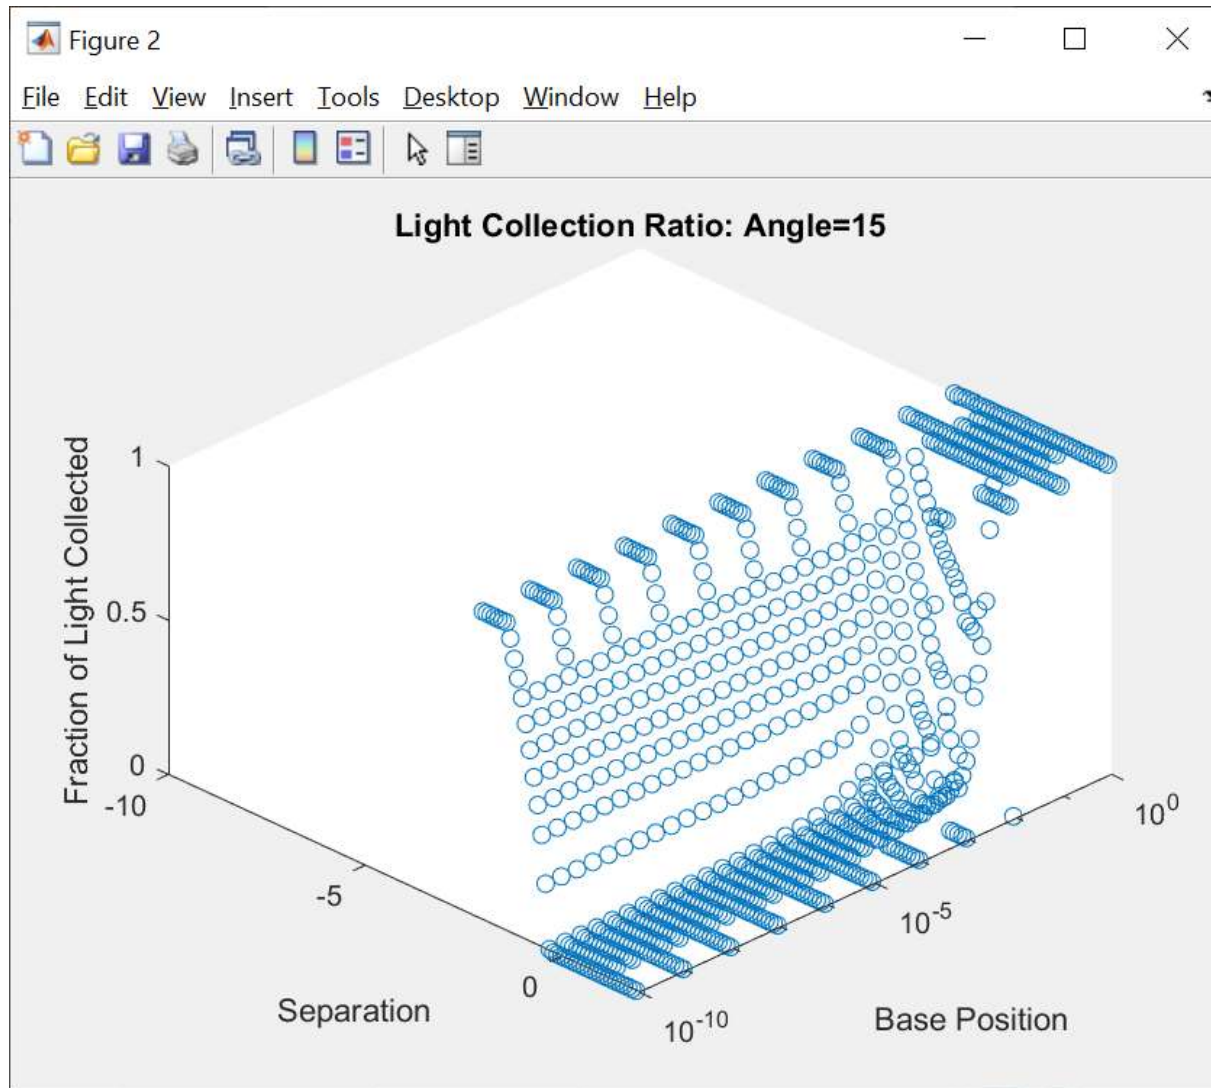 Figure 2
File Edit View Insert Tools Desktop Window Help
Light Collection Ratio: Angle=15
Fraction of Light Collected
1
0.5
0
-10
-5
0
Separation
10^-10
10^-5
10^0
Base Position